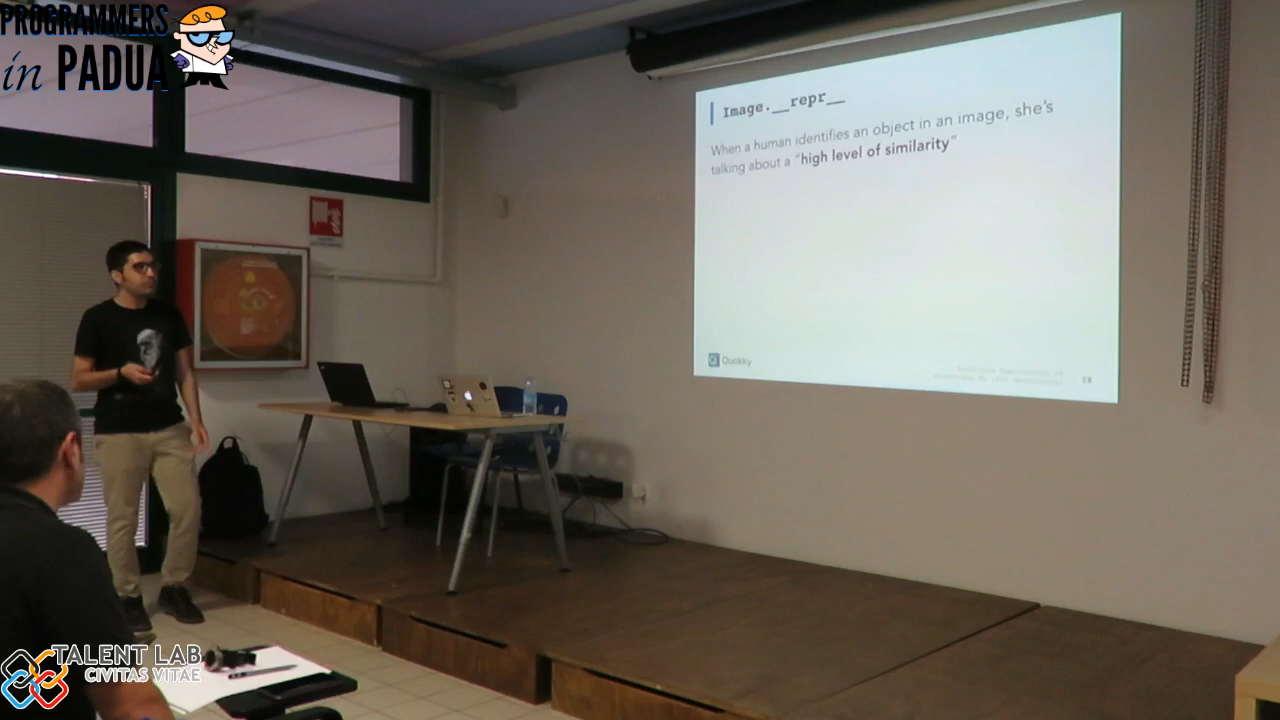 PROGRAMMERS
in PADUA
Image.__repr__
When a human identifies an object in an image, she's
talking about a "high level of similarity"
Quokky
TALENT LAB
CIVITAS VITAE